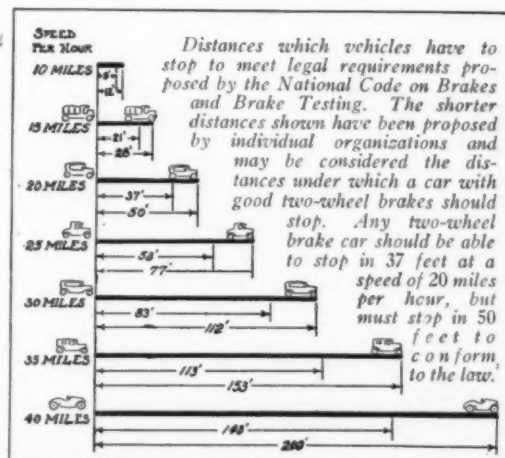 SPEED
PER HOUR
10 MILES
9'
12'
15 MILES
21'
28'
20 MILES
37'
50'
25 MILES
58'
77'
30 MILES
83'
112'
35 MILES
113'
153'
40 MILES
148'
200'
Distances which vehicles have to
stop to meet legal requirements pro-
posed by the National Code on Brakes
and Brake Testing. The shorter
distances shown have been proposed
by individual organizations and
may be considered the dis-
tances under which a car with
good two-wheel brakes should
stop. Any two-wheel
brake car should be able
to stop in 37 feet at a
speed of 20 miles
per hour, but
must stop in 50
feet to
conform
to the law.